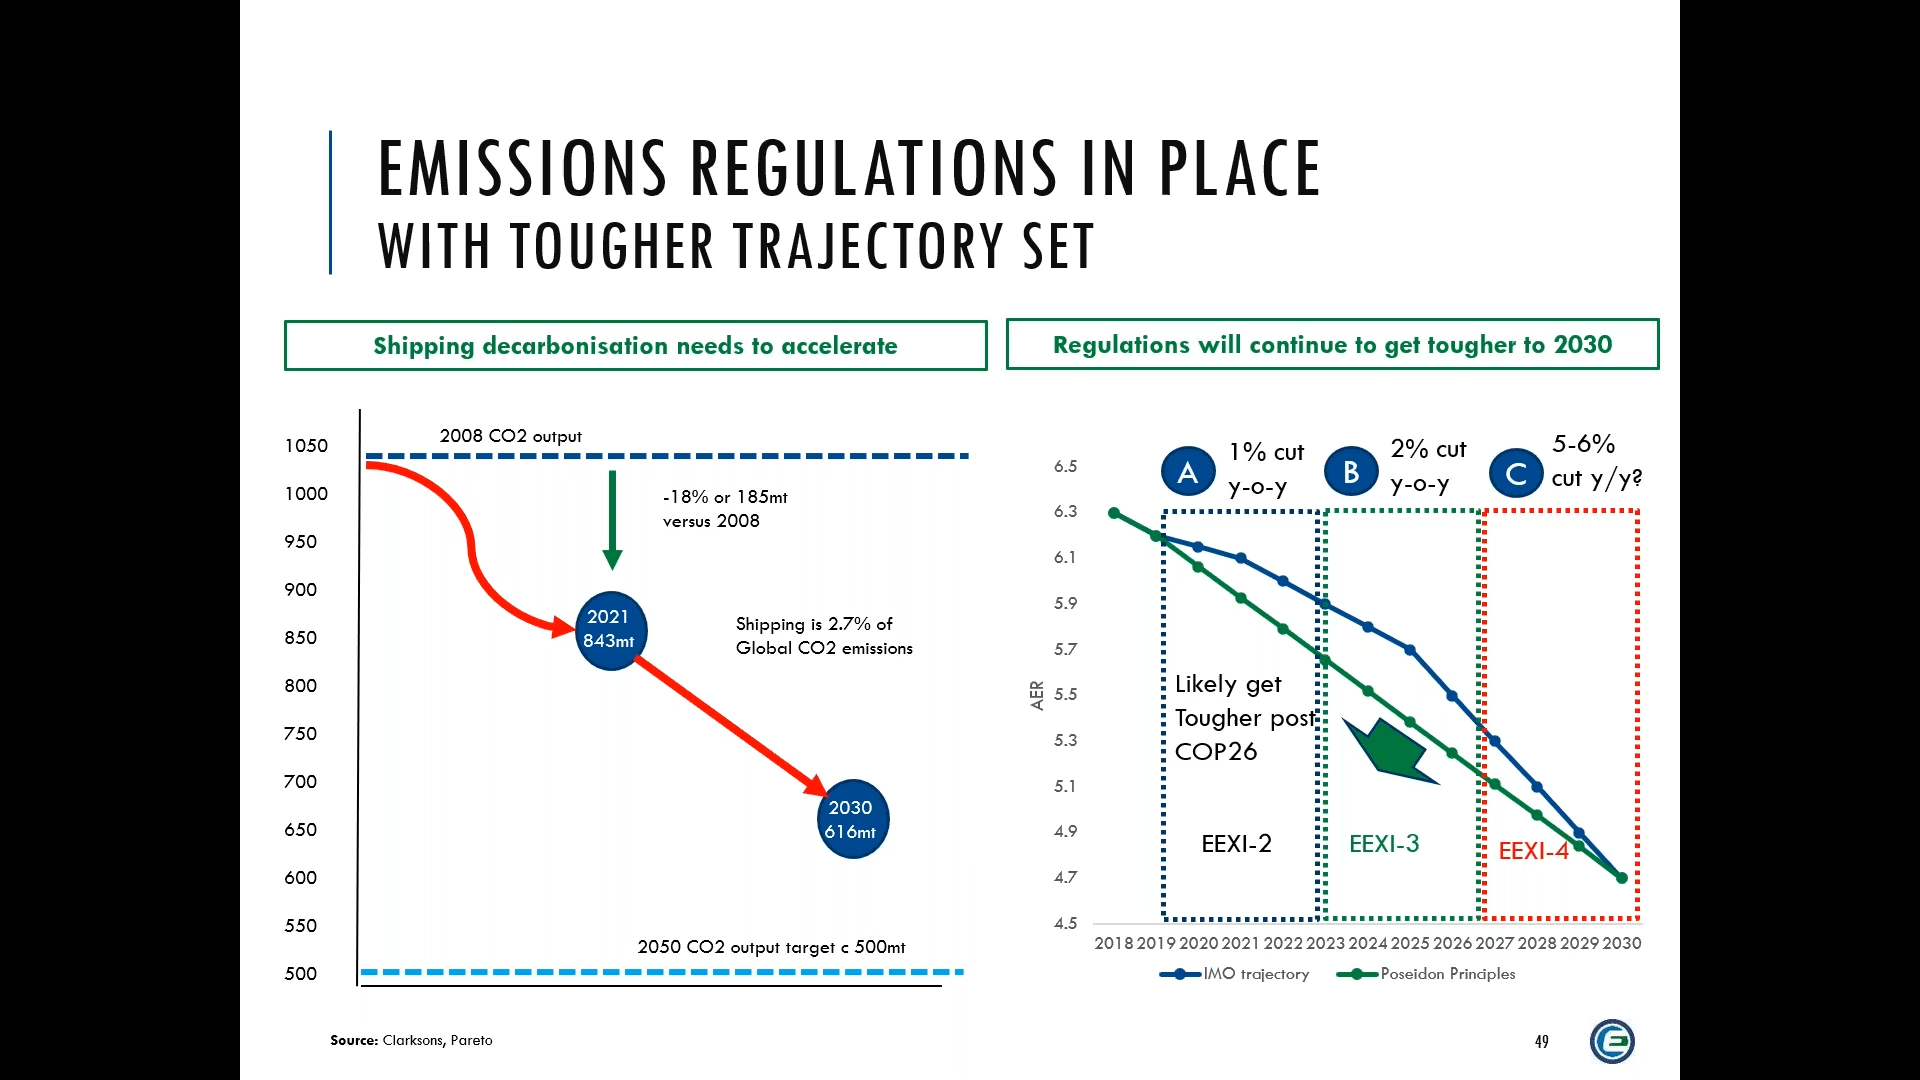 EMISSIONS REGULATIONS IN PLACE
WITH TOUGHER TRAJECTORY SET
Shipping decarbonisation needs to accelerate
1050
1000
950
900
850
800
750
700
650
600
550
500
2008 CO2 output
-18% or 185mt
versus 2008
2021
843mt
Shipping is 2.7% of
Global CO2 emissions
2030
616mt
2050 CO2 output target c 500mt
Regulations will continue to get tougher to 2030
A
1% cut
y-o-y
B
2% cut
y-o-y
C
5-6%
cut y/y?
AER
6.5
6.3
6.1
5.9
5.7
5.5
5.3
5.1
4.9
4.7
4.5
Likely get
Tougher post
COP26
EEXI-2
EEXI-3
EEXI-4
2018 2019 2020 2021 2022 2023 2024 2025 2026 2027 2028 2029 2030
IMO trajectory
Poseidon Principles
Source: Clarksons, Pareto
49